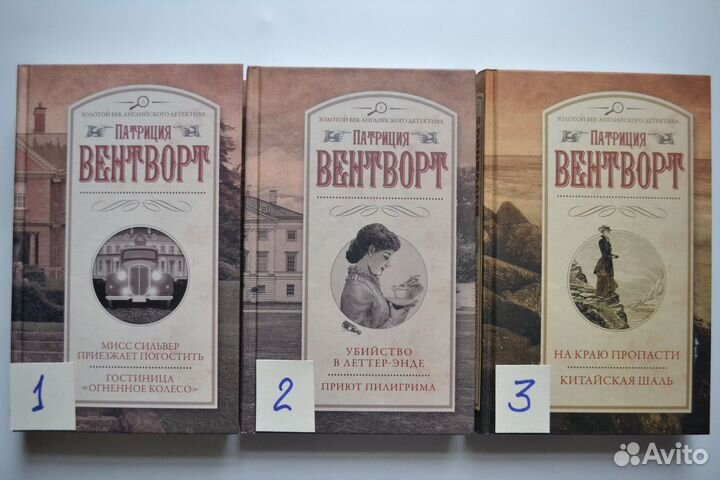 ЗОЛОТОЙ ВЕК АНГЛИЙСКОГО ДЕТЕКТИВА
ПАТРИЦИЯ
ВЕНТВОРТ
МИСС СИЛЬВЕР
ПРИЕЗЖАЕТ ПОГОСТИТЬ
ГОСТИНИЦА
«ОГНЕННОЕ КОЛЕСО»
1
ЗОЛОТОЙ ВЕК АНГЛИЙСКОГО ДЕТЕКТИВА
ПАТРИЦИЯ
ВЕНТВОРТ
УБИЙСТВО
В ЛЕТТЕР-ЭНДЕ
ПРИЮТ ПИЛИГРИМА
2
ЗОЛОТОЙ ВЕК АНГЛИЙСКОГО ДЕТЕКТИВА
ПАТРИЦИЯ
ВЕНТВОРТ
НА КРАЮ ПРОПАСТИ
КИТАЙСКАЯ ШАЛЬ
3
Avito